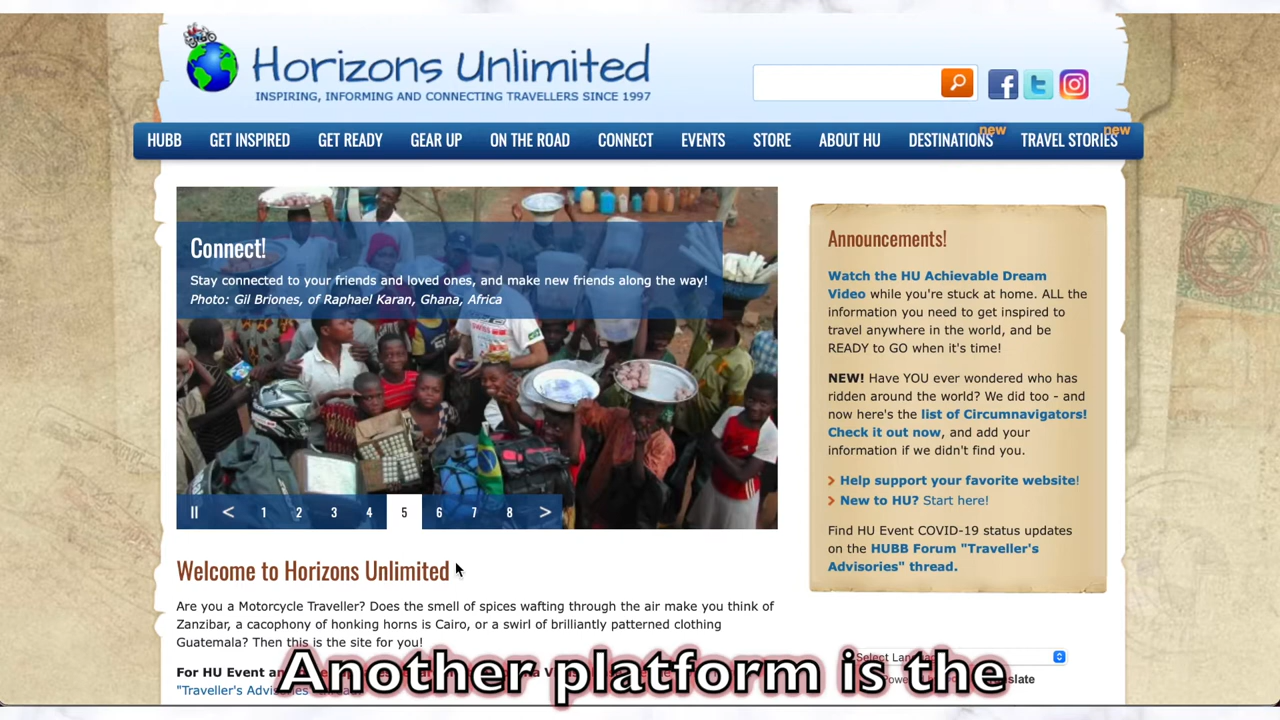 Horizons Unlimited
INSPIRING, INFORMING AND CONNECTING TRAVELLERS SINCE 1997
HUBB GET INSPIRED GET READY GEAR UP ON THE ROAD CONNECT EVENTS STORE ABOUT HU DESTINATIONS new TRAVEL STORIES new
Connect!
Stay connected to your friends and loved ones, and make new friends along the way!
Photo: Gil Briones, of Raphael Karan, Ghana, Africa
< 1 2 3 4 5 6 7 8 >
Welcome to Horizons Unlimited
Are you a Motorcycle Traveller? Does the smell of spices wafting through the air make you think of
Zanzibar, a cacophony of honking horns is Cairo, or a swirl of brilliantly patterned clothing
Guatemala? Then this is the site for you!
For HU Event
"Traveller's
Announcements!
Watch the HU Achievable Dream
Video while you're stuck at home. ALL the
information you need to get inspired to
travel anywhere in the world, and be
READY to GO when it's time!
NEW! Have YOU ever wondered who has
ridden around the world? We did too - and
now here's the list of Circumnavigators!
Check it out now, and add your
information if we didn't find you.
Help support your favorite website!
New to HU? Start here!
Find HU Event COVID-19 status updates
on the HUBB Forum "Traveller's
Advisories" thread.
Select
Another platform is the